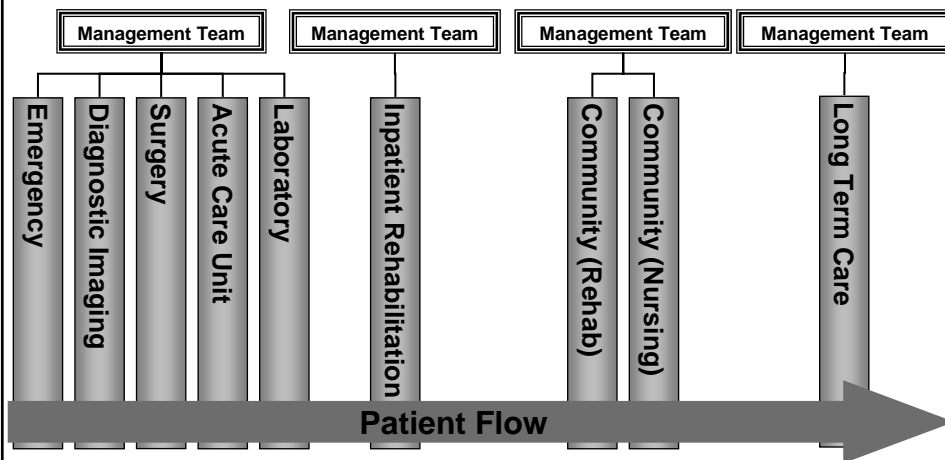 Management Team
Management Team
Management Team
Management Team
Emergency
Diagnostic Imaging
Surgery
Acute Care Unit
Laboratory
Inpatient Rehabilitation
Community (Rehab)
Community (Nursing)
Long Term Care
Patient Flow